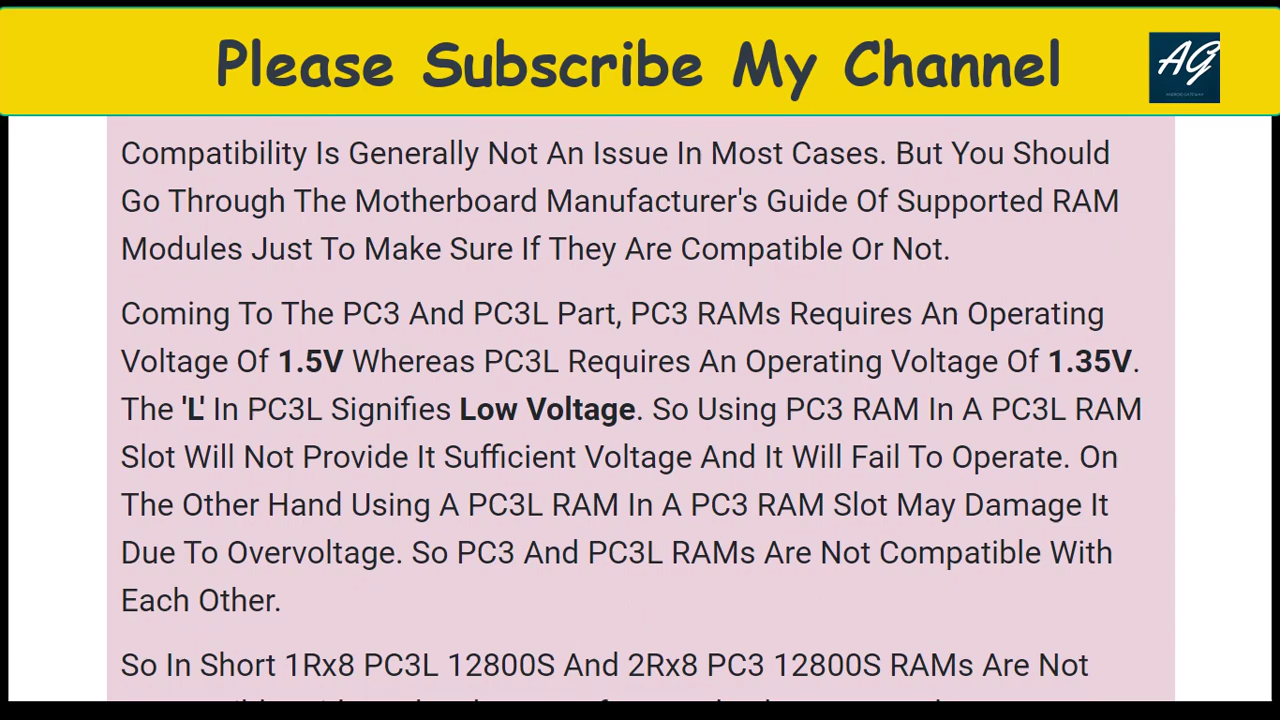 Please Subscribe My Channel
AG
Compatibility Is Generally Not An Issue In Most Cases. But You Should
Go Through The Motherboard Manufacturer's Guide Of Supported RAM
Modules Just To Make Sure If They Are Compatible Or Not.
Coming To The PC3 And PC3L Part, PC3 RAMs Requires An Operating
Voltage Of 1.5V Whereas PC3L Requires An Operating Voltage Of 1.35V.
The 'L' In PC3L Signifies Low Voltage. So Using PC3 RAM In A PC3L RAM
Slot Will Not Provide It Sufficient Voltage And It Will Fail To Operate. On
The Other Hand Using A PC3L RAM In A PC3 RAM Slot May Damage It
Due To Overvoltage. So PC3 And PC3L RAMs Are Not Compatible With
Each Other.
So In Short 1Rx8 PC3L 12800S And 2Rx8 PC3 12800S RAMs Are Not